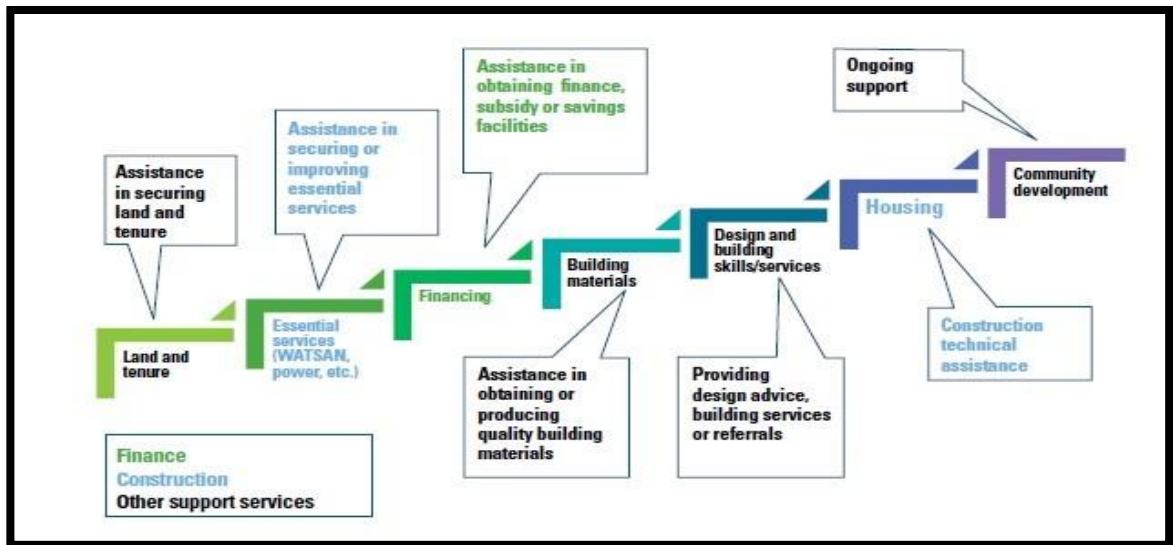 Assistance
in securing
land and
tenure
Assistance in
securing or
improving
essential
services
Assistance in
obtaining finance,
subsidy or savings
facilities
Ongoing
support
Land and
tenure
Essential
services
(WATSAN,
power, etc.)
Financing
Building
materials
Design and
building
skills/services
Housing
Community
development
Assistance in
obtaining or
producing
quality building
materials
Providing
design advice,
building services
or referrals
Construction
technical
assistance
Finance
Construction
Other support services